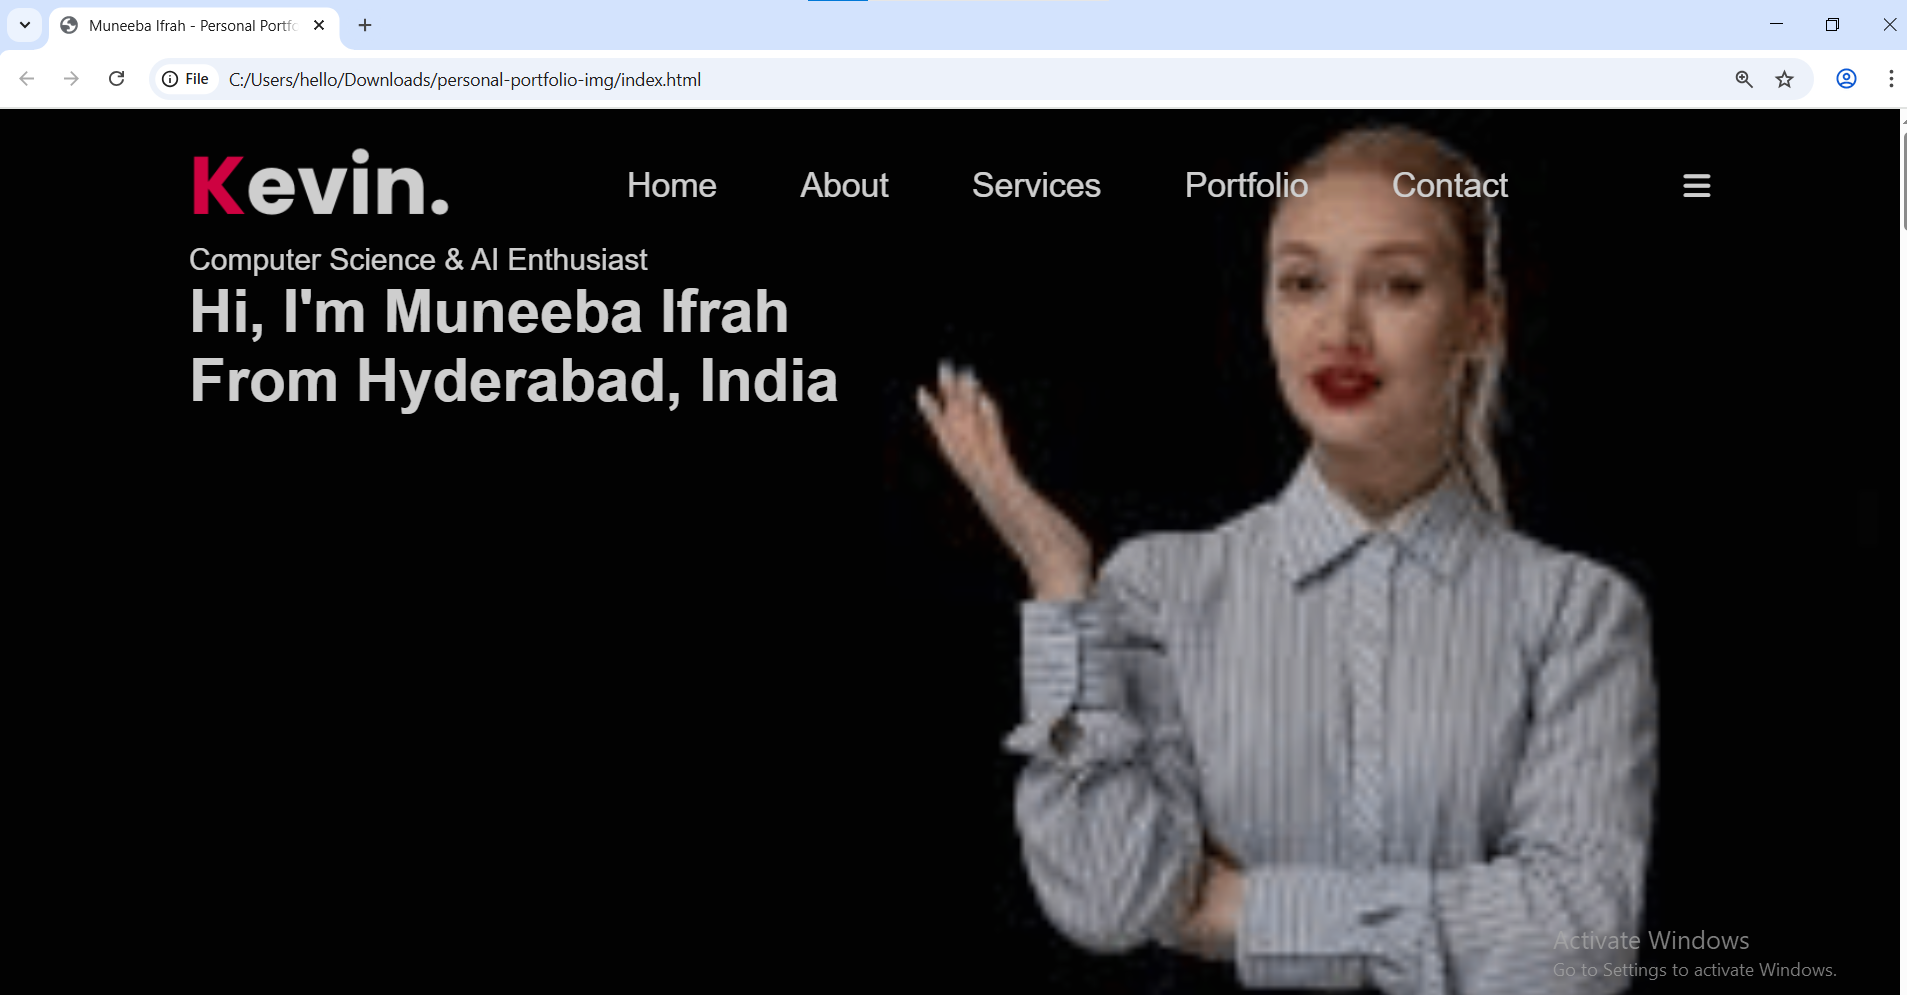 Muneeba Ifrah - Personal Portfo
File C:/Users/hello/Downloads/personal-portfolio-img/index.html
Kevin. Home About Services Portfolio Contact
Computer Science & AI Enthusiast
Hi, I'm Muneeba Ifrah
From Hyderabad, India
Activate Windows
Go to Settings to activate Windows.